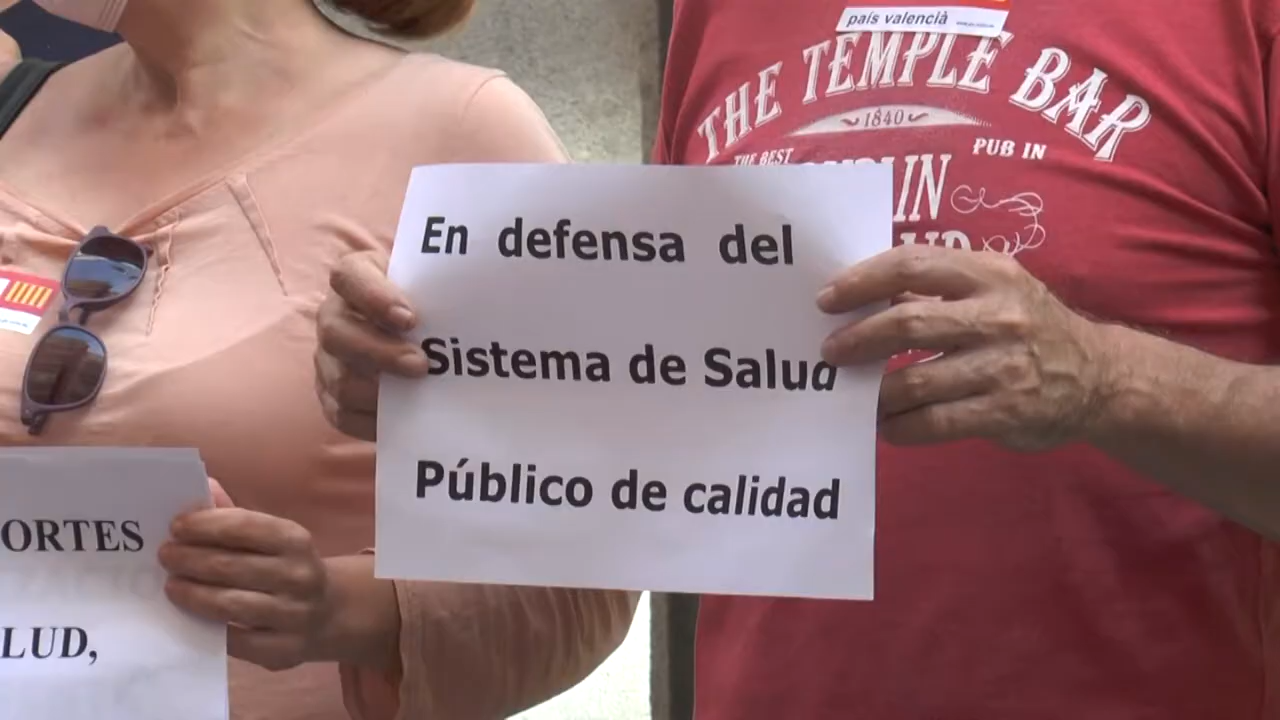 país valencià
THE TEMPLE BAR
1840
THE BEST
PUB IN
En defensa del
Sistema de Salud
Público de calidad
ORTES
LUD,